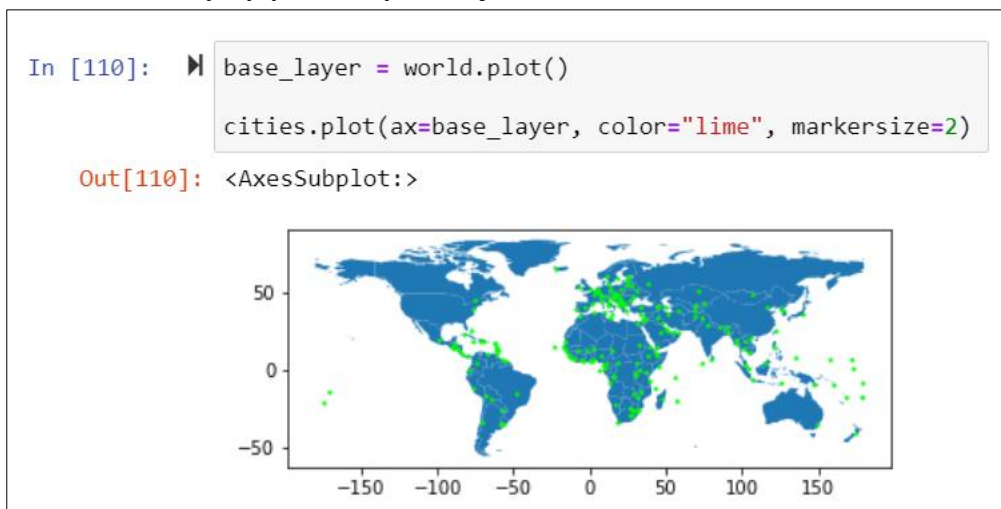 In [110]: base_layer = world.plot()
cities.plot(ax=base_layer, color="lime", markersize=2)
Out[110]: <AxesSubplot:>
50
0
−50
−150 −100 −50 0 50 100 150